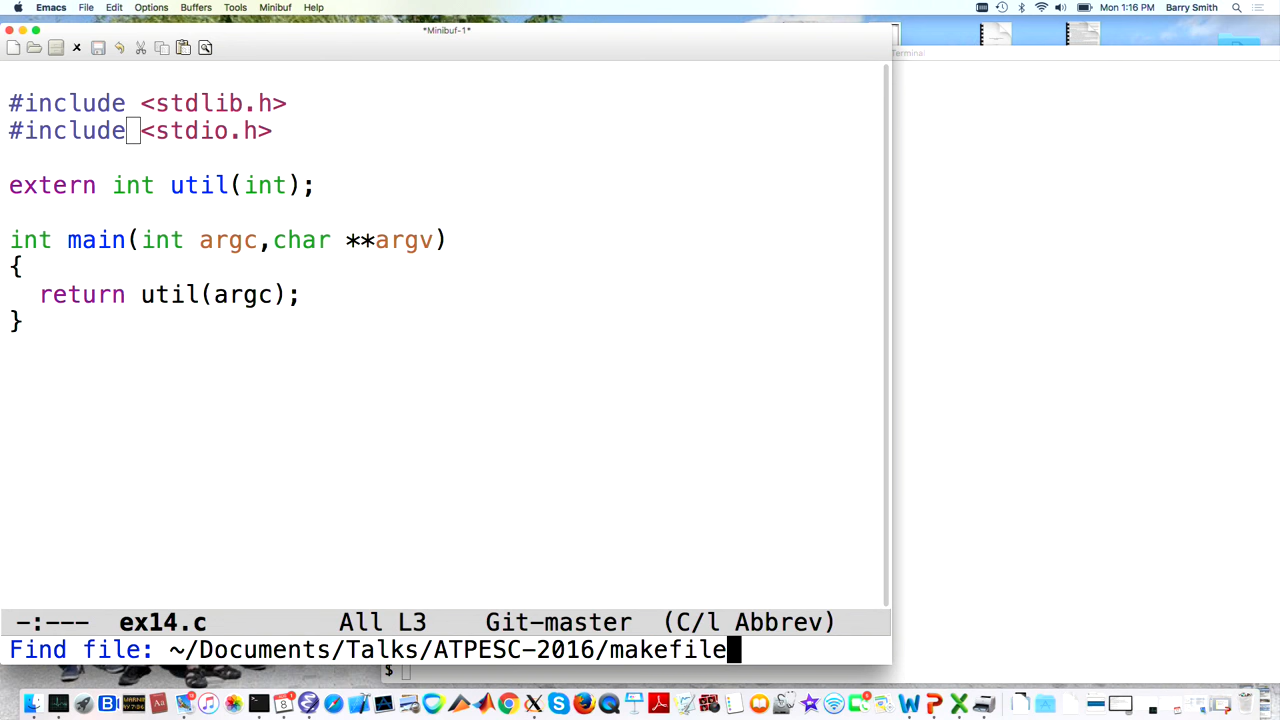 Emacs File Edit Options Buffers Tools Minibuf Help
Mon 1:16 PM Barry Smith
*Minibuf-1*
Terminal
#include <stdlib.h>
#include <stdio.h>
extern int util(int);
int main(int argc,char **argv)
{
return util(argc);
}
-:--- ex14.c All L3 Git-master (C/l Abbrev)
Find file: ~/Documents/Talks/ATPESC-2016/makefile
$